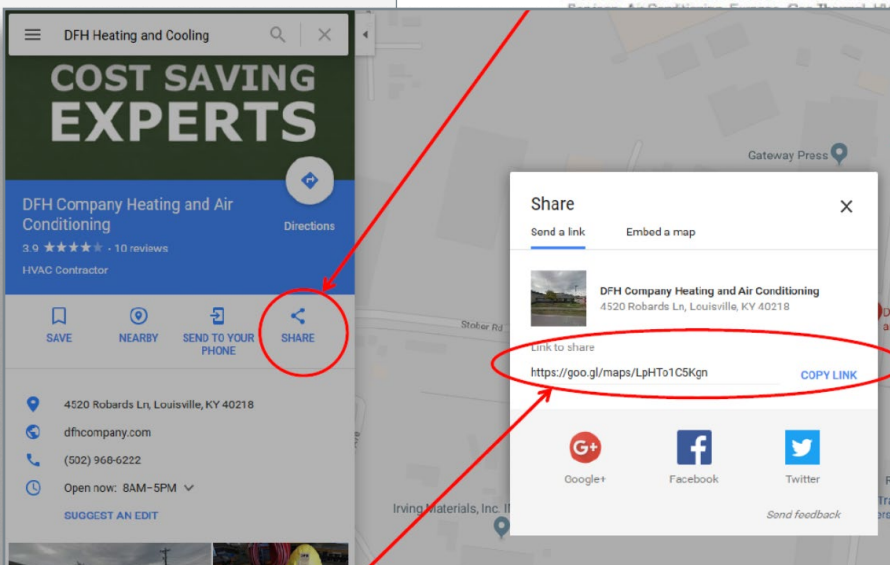 DFH Heating and Cooling
COST SAVING
EXPERTS
DFH Company Heating and Air
Conditioning
Directions
3.9 ★★★★★ · 10 reviews
HVAC Contractor
SAVE
NEARBY
SEND TO YOUR
PHONE
SHARE
4520 Robards Ln, Louisville, KY 40218
dfhcompany.com
(502) 968-6222
Open now: 8AM–5PM
SUGGEST AN EDIT
Gateway Press
Stober Rd
Irving Materials, Inc.
Share
Send a link
Embed a map
DFH Company Heating and Air Conditioning
4520 Robards Ln, Louisville, KY 40218
Link to share
https://goo.gl/maps/LpHTo1C5Kgn
COPY LINK
G+
Google+
f
Facebook
Twitter
Send feedback